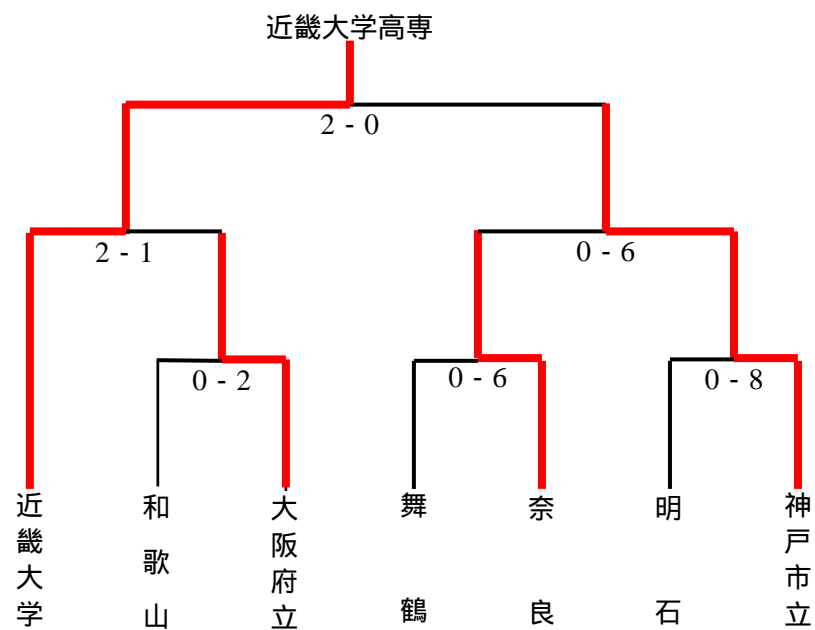 近畿大学高専
2 - 0
2 - 1
0 - 6
0 - 2
0 - 6
0 - 8
近畿大学
和歌山
大阪府立
舞鶴
奈良
明石
神戸市立